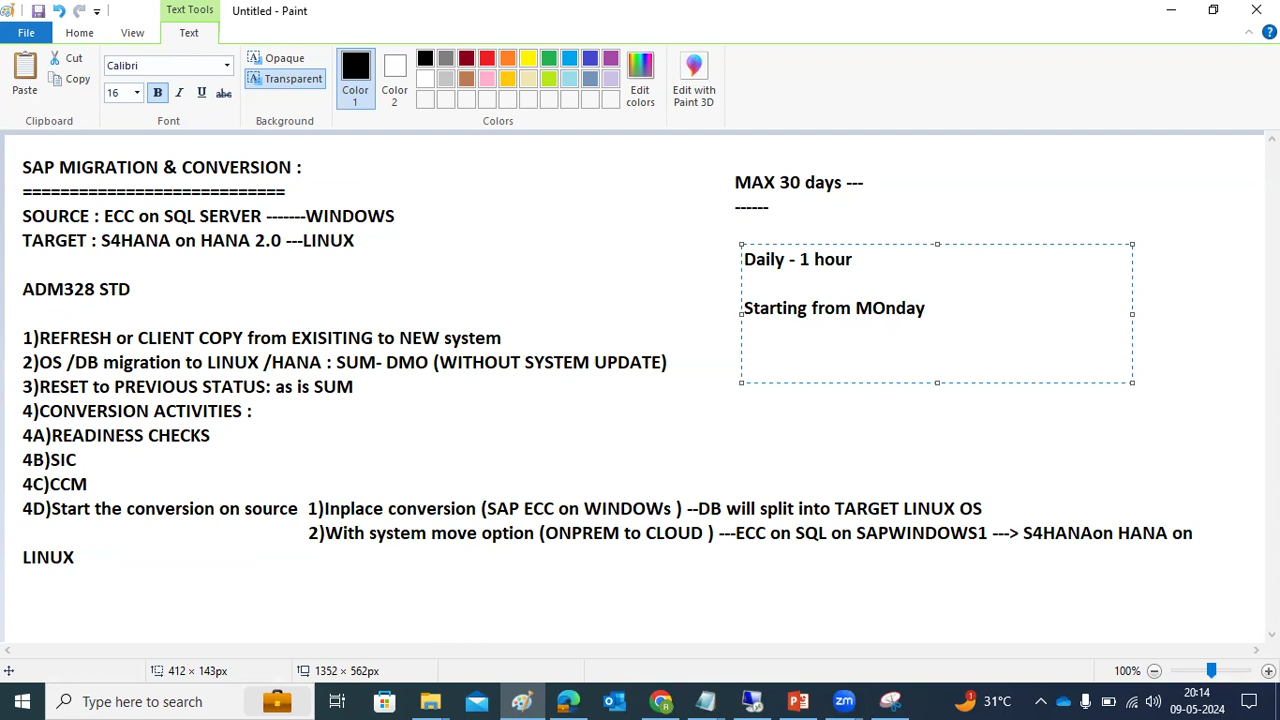 Text Tools
Untitled - Paint
File
Home
View
Text
Paste
Cut
Copy
Clipboard
Calibri
16
B
I
U
abc
Font
Opaque
Transparent
Background
Color 1
Color 2
Edit colors
Colors
Edit with Paint 3D
SAP MIGRATION & CONVERSION :
============================
SOURCE : ECC on SQL SERVER -------WINDOWS
TARGET : S4HANA on HANA 2.0 ---LINUX
ADM328 STD
1)REFRESH or CLIENT COPY from EXISITING to NEW system
2)OS /DB migration to LINUX /HANA : SUM- DMO (WITHOUT SYSTEM UPDATE)
3)RESET to PREVIOUS STATUS: as is SUM
4)CONVERSION ACTIVITIES :
4A)READINESS CHECKS
4B)SIC
4C)CCM
4D)Start the conversion on source 1)Inplace conversion (SAP ECC on WINDOWs ) --DB will split into TARGET LINUX OS
2)With system move option (ONPREM to CLOUD ) ---ECC on SQL on SAPWINDOWS1 ---> S4HANAon HANA on
LINUX
MAX 30 days ---
------
Daily - 1 hour
Starting from MOnday
412 × 143px
1352 × 562px
100%
Type here to search
1
31°C
20:14
09-05-2024